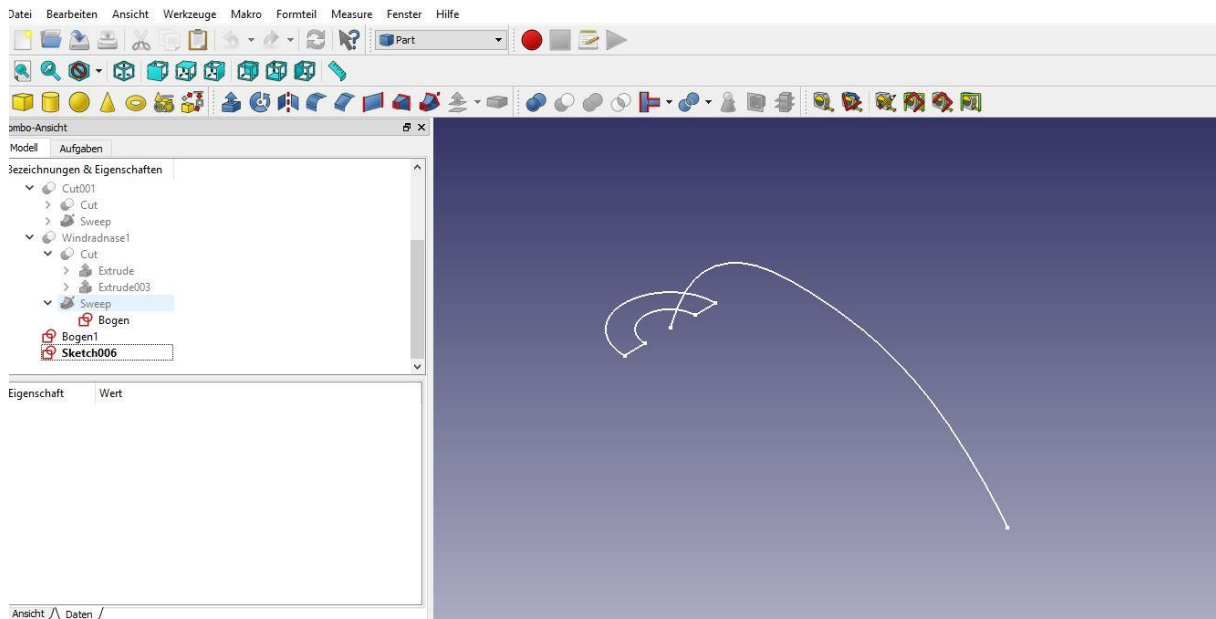 Datei Bearbeiten Ansicht Werkzeuge Makro Formteil Measure Fenster Hilfe
Part
ombo-Ansicht
Modell Aufgaben
Bezeichnungen & Eigenschaften
Cut001
Cut
Sweep
Windradnase1
Cut
Extrude
Extrude003
Sweep
Bogen
Bogen1
Sketch006
Eigenschaft Wert
Ansicht Daten